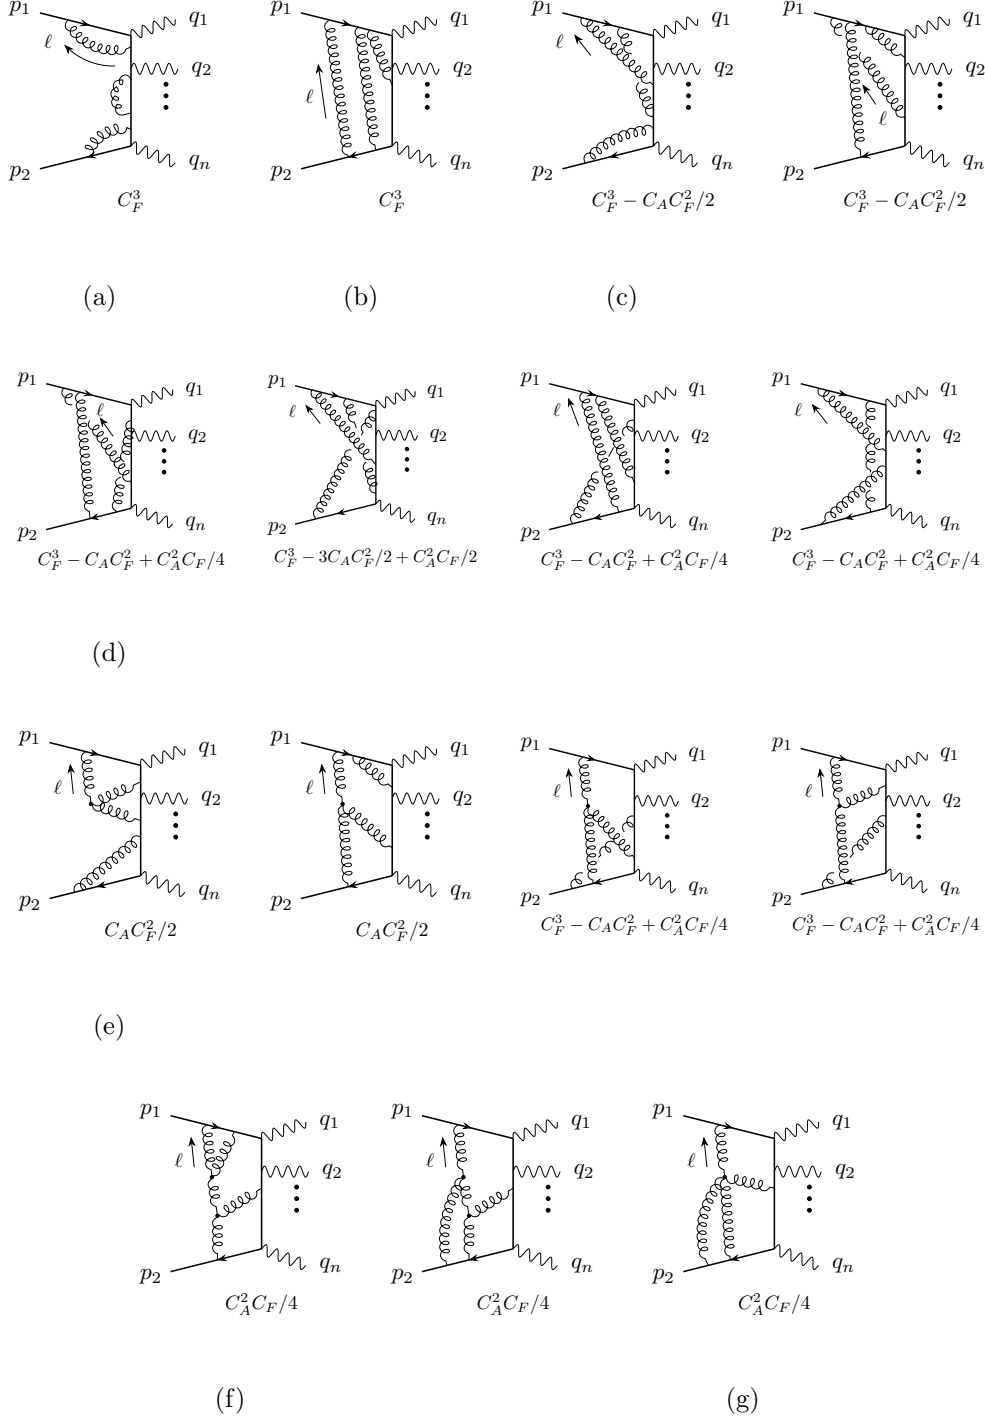 p₁ q₁ p₁ q₁ p₁ q₁ p₁ q₁
ℓ q₂ ℓ q₂ ℓ q₂ ℓ q₂
p₂ qₙ p₂ qₙ p₂ qₙ p₂ qₙ
C_F^3 C_F^3 C_F^3 − C_A C_F^2/2 C_F^3 − C_A C_F^2/2
(a) (b) (c)
p₁ q₁ p₁ q₁ p₁ q₁ p₁ q₁
ℓ q₂ ℓ q₂ ℓ q₂ ℓ q₂
p₂ qₙ p₂ qₙ p₂ qₙ p₂ qₙ
C_F^3 − C_A C_F^2 + C_A^2 C_F/4 C_F^3 − 3C_A C_F^2/2 + C_A^2 C_F/2 C_F^3 − C_A C_F^2 + C_A^2 C_F/4 C_F^3 − C_A C_F^2 + C_A^2 C_F/4
(d)
p₁ q₁ p₁ q₁ p₁ q₁ p₁ q₁
ℓ q₂ ℓ q₂ ℓ q₂ ℓ q₂
p₂ qₙ p₂ qₙ p₂ qₙ p₂ qₙ
C_A C_F^2/2 C_A C_F^2/2 C_F^3 − C_A C_F^2 + C_A^2 C_F/4 C_F^3 − C_A C_F^2 + C_A^2 C_F/4
(e)
p₁ q₁ p₁ q₁ p₁ q₁
ℓ q₂ ℓ q₂ ℓ q₂
p₂ qₙ p₂ qₙ p₂ qₙ
C_A^2 C_F/4 C_A^2 C_F/4 C_A^2 C_F/4
(f) (g)